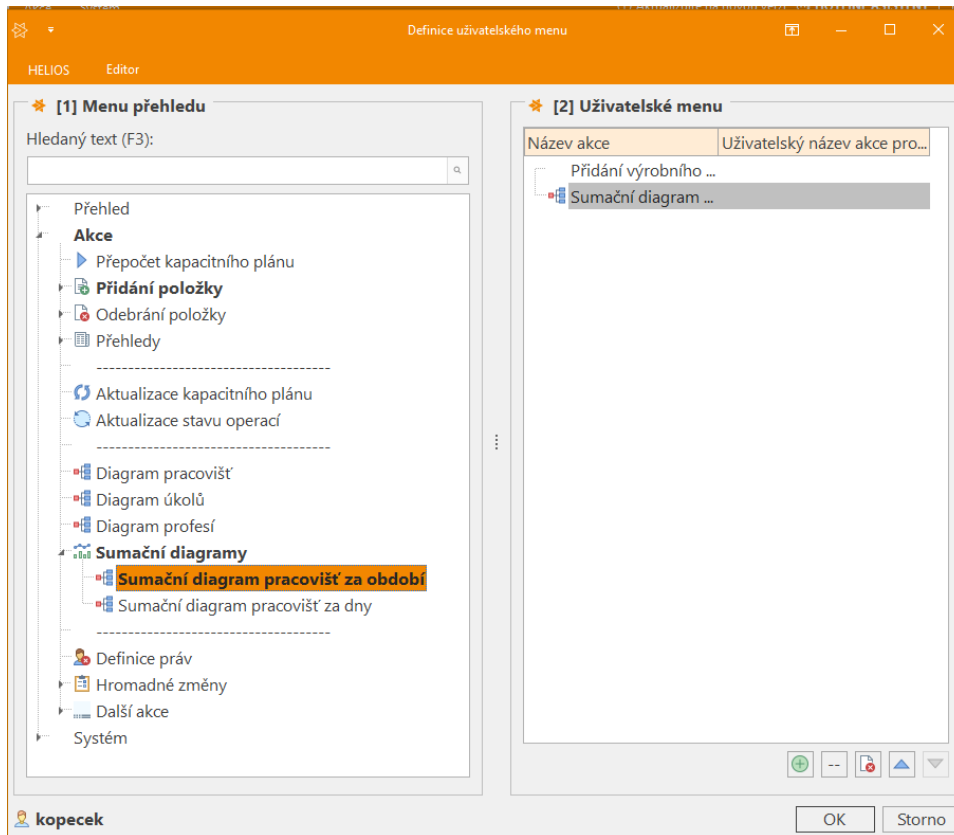 Definice uživatelského menu
HELIOS Editor
[1] Menu přehledu
Hledaný text (F3):
Přehled
Akce
Přepočet kapacitního plánu
Přidání položky
Odebrání položky
Přehledy
------------------------------------
Aktualizace kapacitního plánu
Aktualizace stavu operací
------------------------------------
Diagram pracovišť
Diagram úkolů
Diagram profesí
Sumační diagramy
Sumační diagram pracovišť za období
Sumační diagram pracovišť za dny
------------------------------------
Definice práv
Hromadné změny
Další akce
Systém
[2] Uživatelské menu
Název akce Uživatelský název akce pro...
Přidání výrobního ...
Sumační diagram ...
--
kopecek
OK Storno